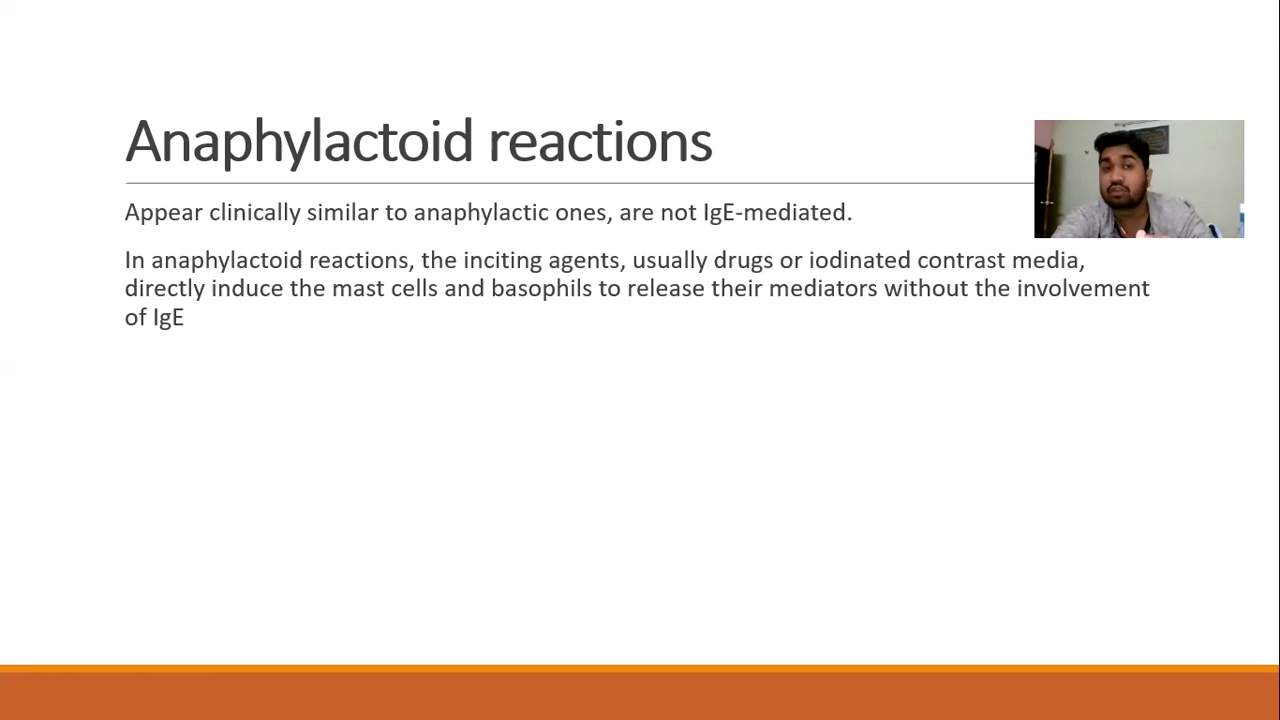 Anaphylactoid reactions
Appear clinically similar to anaphylactic ones, are not IgE-mediated.
In anaphylactoid reactions, the inciting agents, usually drugs or iodinated contrast media,
directly induce the mast cells and basophils to release their mediators without the involvement
of IgE